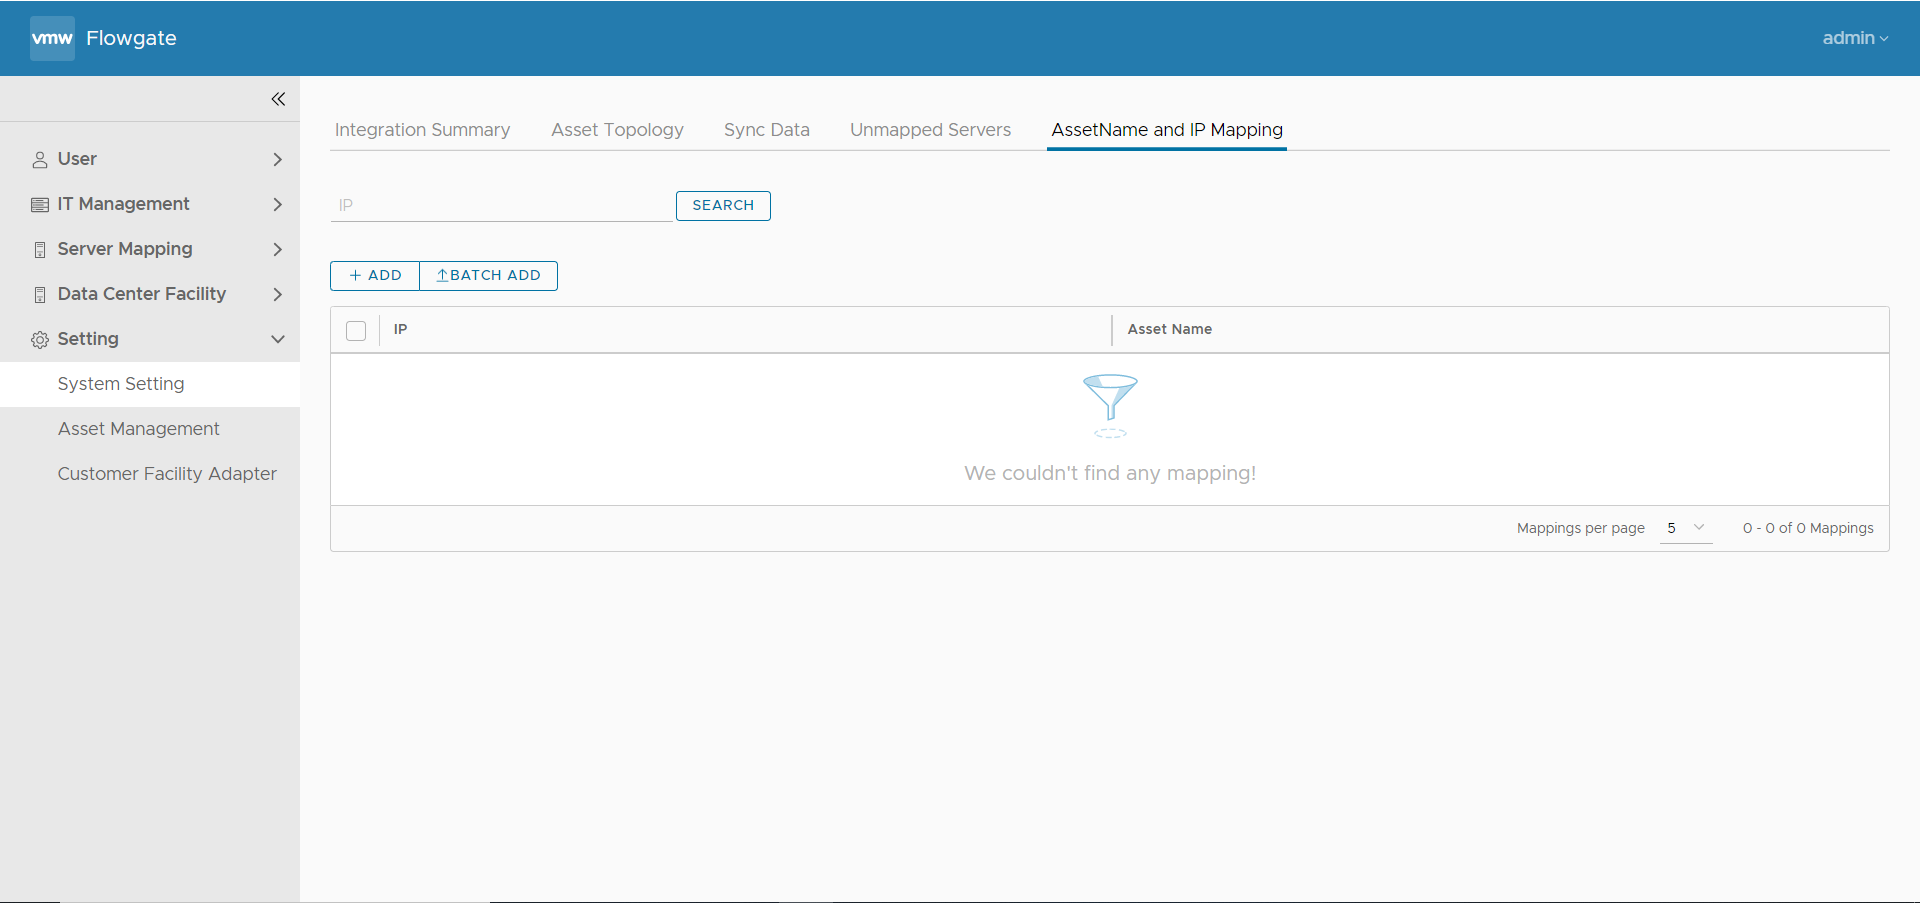 vmw Flowgate
admin
User
IT Management
Server Mapping
Data Center Facility
Setting
System Setting
Asset Management
Customer Facility Adapter
Integration Summary Asset Topology Sync Data Unmapped Servers AssetName and IP Mapping
IP SEARCH
+ ADD BATCH ADD
IP Asset Name
We couldn't find any mapping!
Mappings per page 5 0 - 0 of 0 Mappings